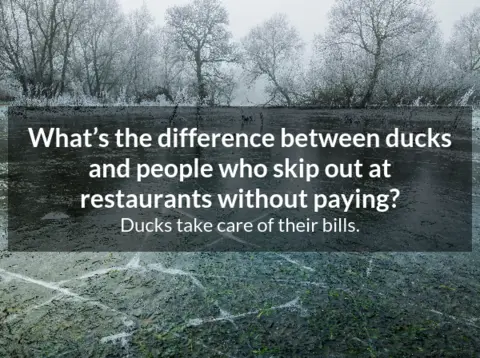 What’s the difference between ducks
and people who skip out at
restaurants without paying?
Ducks take care of their bills.